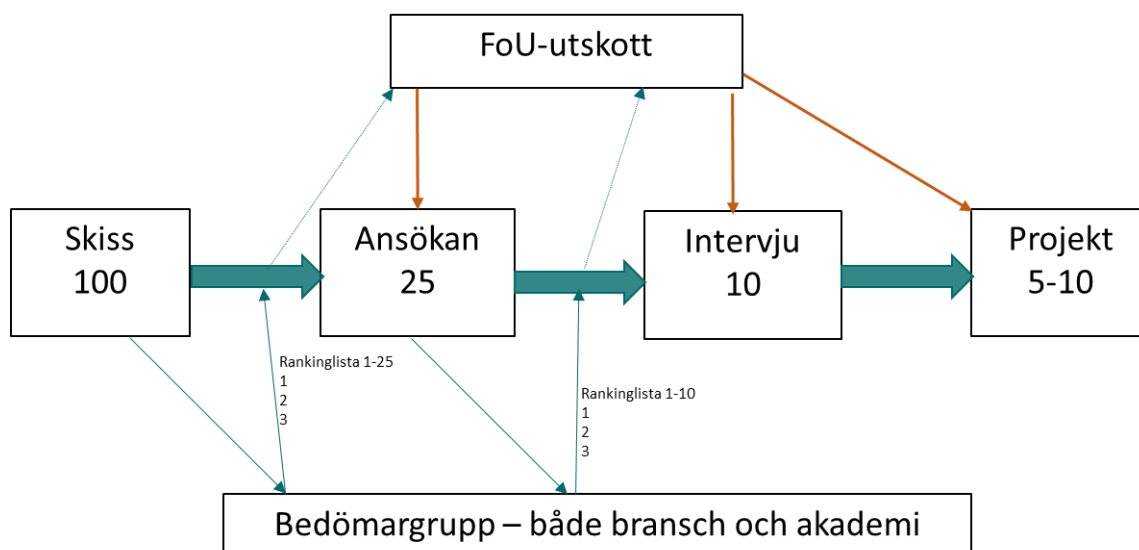 FoU-utskott
Skiss
100
Ansökan
25
Intervju
10
Projekt
5-10
Rankinglista 1-25
1
2
3
Rankinglista 1-10
1
2
3
Bedömargrupp – både bransch och akademi